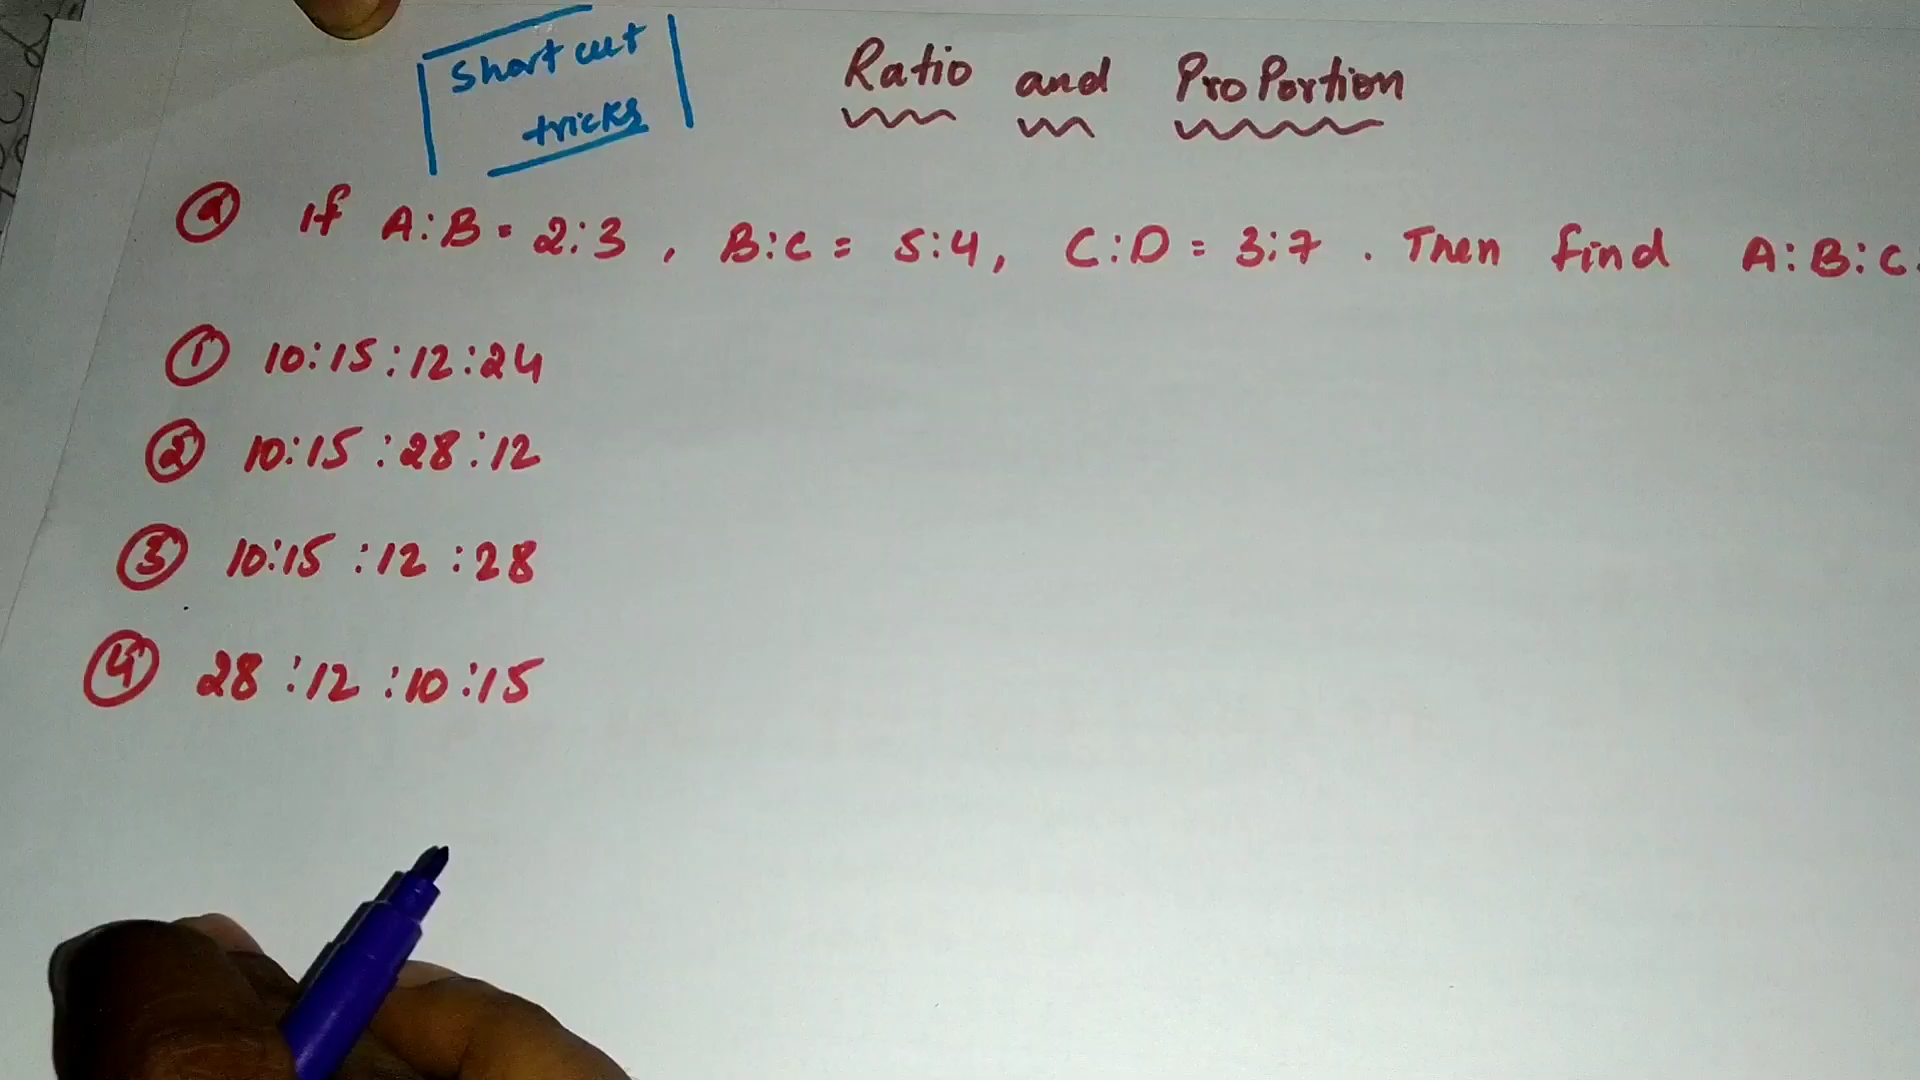 Short cut
tricks
Ratio and Proportion
Q If A:B = 2:3, B:C = 5:4, C:D = 3:7. Then find A:B:C:
1 10:15:12:24
2 10:15:28:12
3 10:15:12:28
4 28:12:10:15